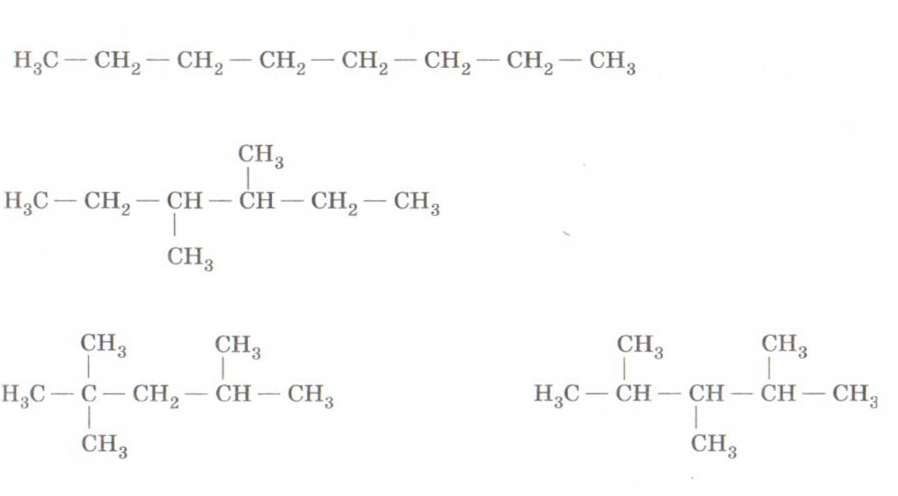 H₃C — CH₂ — CH₂ — CH₂ — CH₂ — CH₂ — CH₂ — CH₃
CH₃
H₃C — CH₂ — CH — CH — CH₂ — CH₃
CH₃
CH₃ CH₃
H₃C — C — CH₂ — CH — CH₃
CH₃
CH₃ CH₃
H₃C — CH — CH — CH — CH₃
CH₃